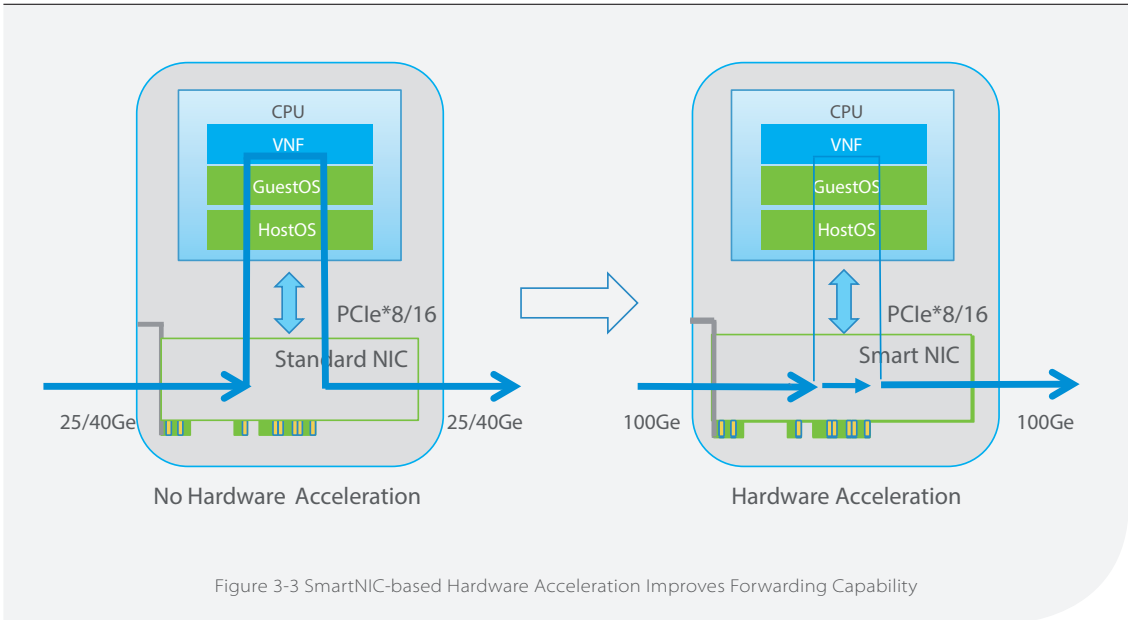 CPU
VNF
GuestOS
HostOS
PCIe*8/16
Standard NIC
25/40Ge
25/40Ge
No Hardware Acceleration
CPU
VNF
GuestOS
HostOS
PCIe*8/16
Smart NIC
100Ge
100Ge
Hardware Acceleration
Figure 3-3 SmartNIC-based Hardware Acceleration Improves Forwarding Capability